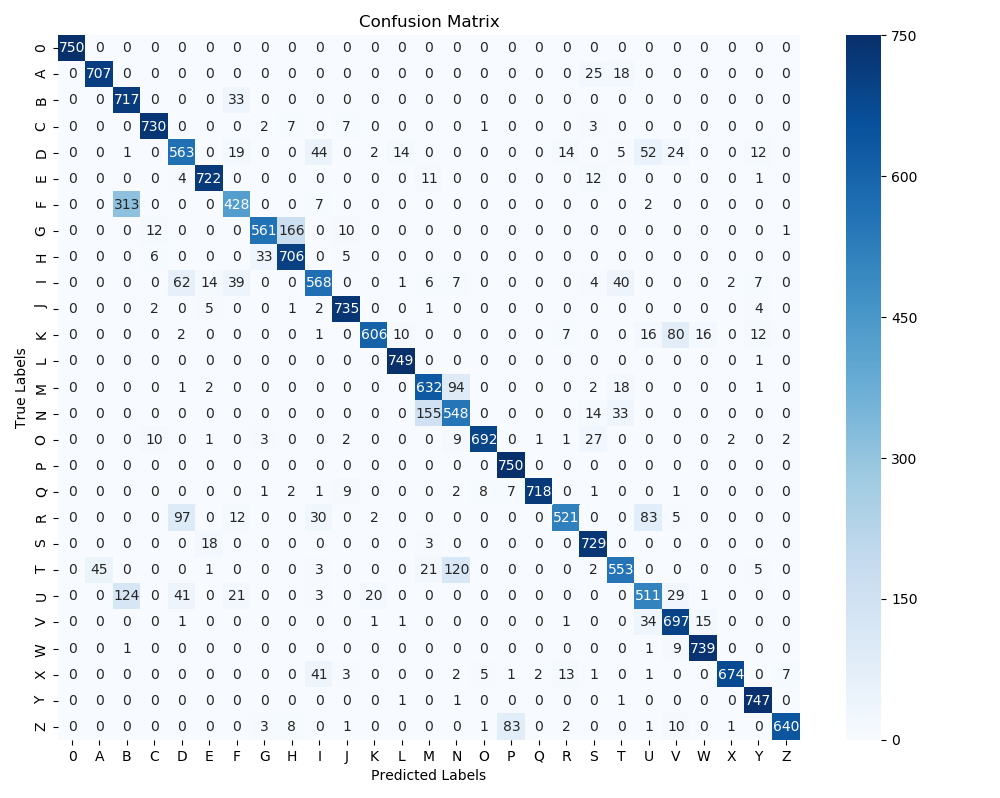 Confusion Matrix
True Labels
0 750 0 0 0 0 0 0 0 0 0 0 0 0 0 0 0 0 0 0 0 0 0 0 0 0 0 0
A 0 707 0 0 0 0 0 0 0 0 0 0 0 0 0 0 0 0 0 25 18 0 0 0 0 0 0
B 0 0 717 0 0 0 33 0 0 0 0 0 0 0 0 0 0 0 0 0 0 0 0 0 0 0 0
C 0 0 0 730 0 0 0 2 7 0 7 0 0 0 0 1 0 0 0 3 0 0 0 0 0 0 0
D 0 0 1 0 563 0 19 0 0 44 0 2 14 0 0 0 0 0 14 0 5 52 24 0 0 12 0
E 0 0 0 0 4 722 0 0 0 0 0 0 0 11 0 0 0 0 0 12 0 0 0 0 0 1 0
F 0 0 313 0 0 0 428 0 0 7 0 0 0 0 0 0 0 0 0 0 0 2 0 0 0 0 0
G 0 0 0 12 0 0 0 561 166 0 10 0 0 0 0 0 0 0 0 0 0 0 0 0 0 0 1
H 0 0 0 6 0 0 0 33 706 0 5 0 0 0 0 0 0 0 0 0 0 0 0 0 0 0 0
I 0 0 0 0 62 14 39 0 0 568 0 0 1 6 7 0 0 0 0 4 40 0 0 0 2 7 0
J 0 0 0 2 0 5 0 0 1 2 735 0 0 1 0 0 0 0 0 0 0 0 0 0 0 4 0
K 0 0 0 0 2 0 0 0 0 1 0 606 10 0 0 0 0 0 7 0 0 16 80 16 0 12 0
L 0 0 0 0 0 0 0 0 0 0 0 0 749 0 0 0 0 0 0 0 0 0 0 0 0 1 0
M 0 0 0 0 1 2 0 0 0 0 0 0 0 632 94 0 0 0 0 2 18 0 0 0 0 1 0
N 0 0 0 0 0 0 0 0 0 0 0 0 0 155 548 0 0 0 0 14 33 0 0 0 0 0 0
O 0 0 0 10 0 1 0 3 0 0 2 0 0 0 9 692 0 1 1 27 0 0 0 0 2 0 2
P 0 0 0 0 0 0 0 0 0 0 0 0 0 0 0 0 750 0 0 0 0 0 0 0 0 0 0
Q 0 0 0 0 0 0 0 1 2 1 9 0 0 0 2 8 7 718 0 1 0 0 1 0 0 0 0
R 0 0 0 0 97 0 12 0 0 30 0 2 0 0 0 0 0 0 521 0 0 83 5 0 0 0 0
S 0 0 0 0 0 18 0 0 0 0 0 0 0 3 0 0 0 0 0 729 0 0 0 0 0 0 0
T 0 45 0 0 0 1 0 0 0 3 0 0 0 21 120 0 0 0 0 2 553 0 0 0 0 5 0
U 0 0 124 0 41 0 21 0 0 3 0 20 0 0 0 0 0 0 0 0 0 511 29 1 0 0 0
V 0 0 0 0 1 0 0 0 0 0 0 1 1 0 0 0 0 0 1 0 0 34 697 15 0 0 0
W 0 0 1 0 0 0 0 0 0 0 0 0 0 0 0 0 0 0 0 0 0 1 9 739 0 0 0
X 0 0 0 0 0 0 0 0 0 41 3 0 0 0 2 5 1 2 13 1 0 1 0 0 674 0 7
Y 0 0 0 0 0 0 0 0 0 0 0 0 1 0 1 0 0 0 0 0 1 0 0 0 0 747 0
Z 0 0 0 0 0 0 0 3 8 0 1 0 0 0 0 1 83 0 2 0 0 1 10 0 1 0 640
0 A B C D E F G H I J K L M N O P Q R S T U V W X Y Z
Predicted Labels
750
600
450
300
150
0